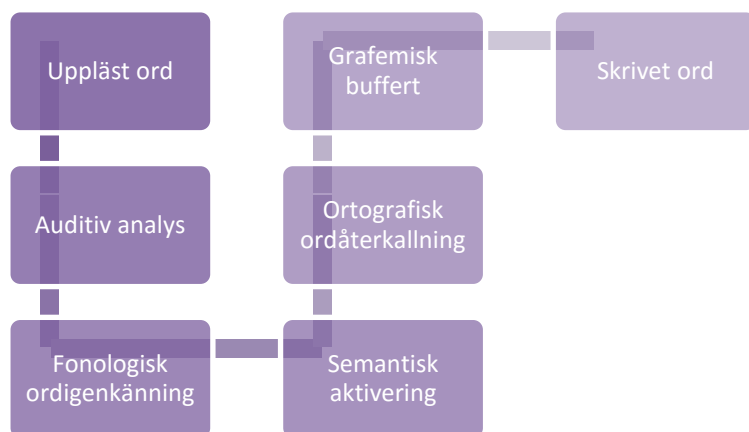 Uppläst ord
Auditiv analys
Fonologisk
ordigenkänning
Semantisk
aktivering
Ortografisk
ordåterkallning
Grafemisk
buffert
Skrivet ord